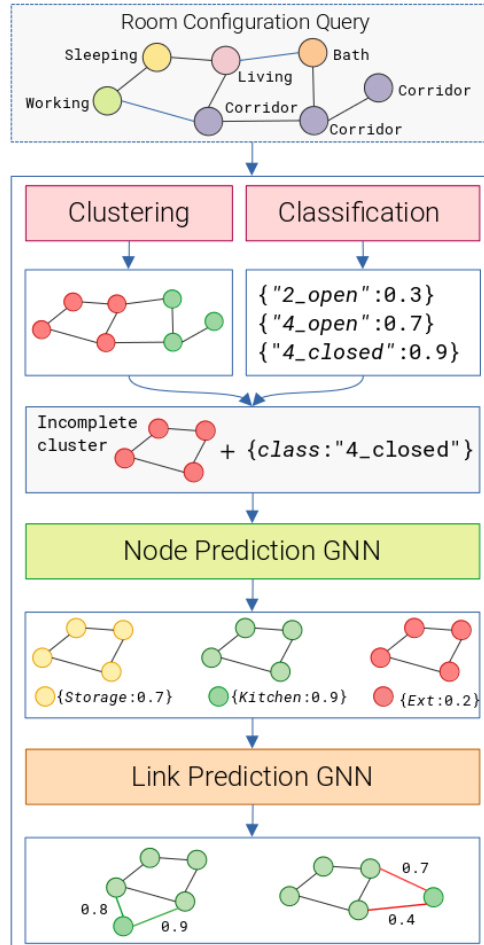 Room Configuration Query
Sleeping
Bath
Living
Working
Corridor
Corridor
Corridor
Clustering
Classification
{"2_open":0.3}
{"4_open":0.7}
{"4_closed":0.9}
Incomplete
cluster
+ {class:"4_closed"}
Node Prediction GNN
{Storage:0.7}
{Kitchen:0.9}
{Ext:0.2}
Link Prediction GNN
0.8
0.9
0.7
0.4